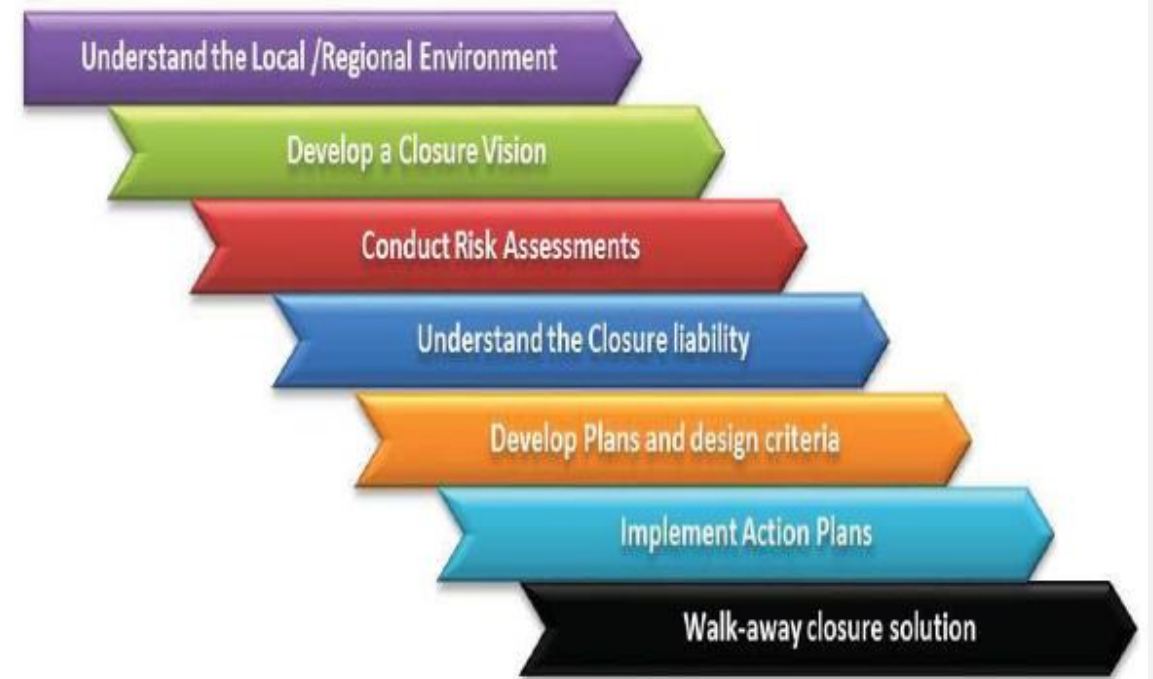 Understand the Local /Regional Environment
Develop a Closure Vision
Conduct Risk Assessments
Understand the Closure liability
Develop Plans and design criteria
Implement Action Plans
Walk-away closure solution